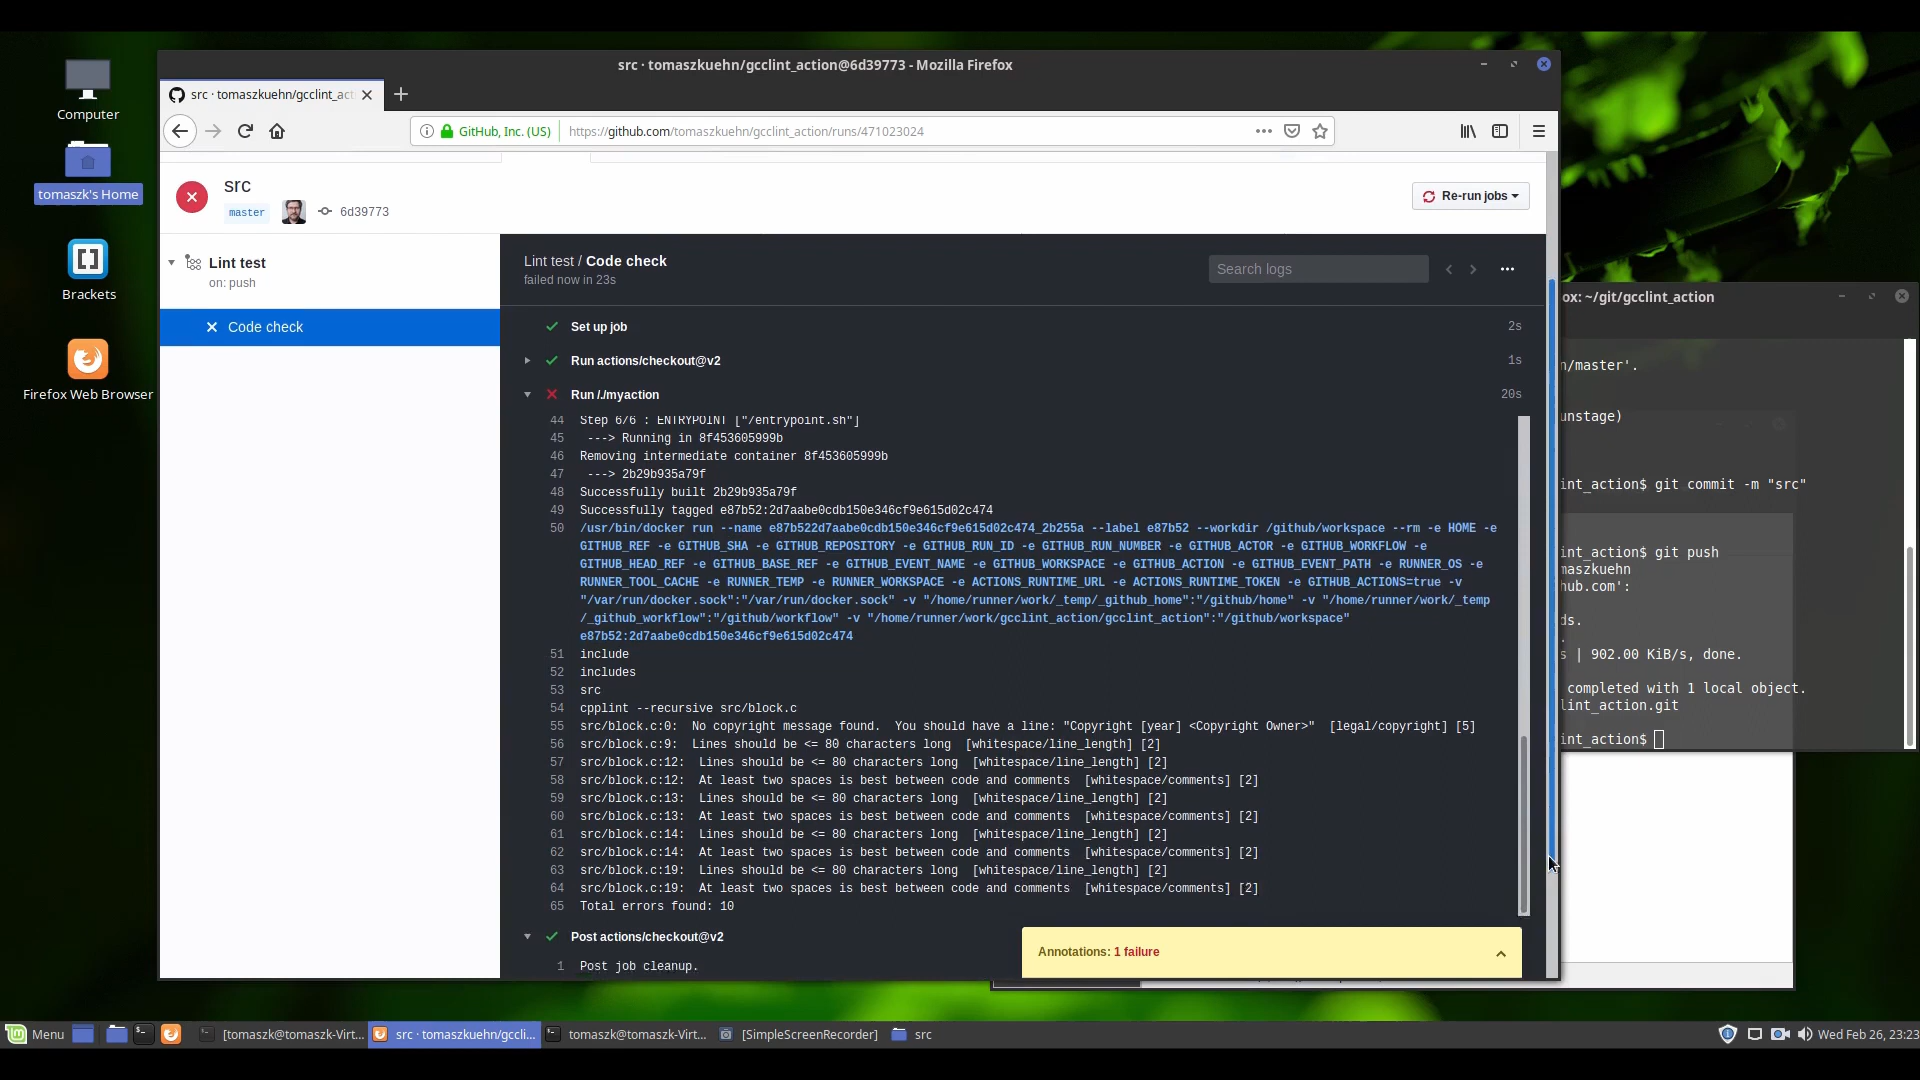 Computer
tomaszk's Home
Brackets
Firefox Web Browser
src · tomaszkuehn/gcclint_action@6d39773 - Mozilla Firefox
src · tomaszkuehn/gcclint_act
GitHub, Inc. (US)
https://github.com/tomaszkuehn/gcclint_action/runs/471023024
src
master
6d39773
Re-run jobs
Lint test
on: push
Code check
Lint test / Code check
failed now in 23s
Search logs
Set up job 2s
Run actions/checkout@v2 1s
Run /./myaction 20s
44 Step 6/6 : ENTRYPOINT ["/entrypoint.sh"]
45 ---> Running in 8f453605999b
46 Removing intermediate container 8f453605999b
47 ---> 2b29b935a79f
48 Successfully built 2b29b935a79f
49 Successfully tagged e87b52:2d7aabe0cdb150e346cf9e615d02c474
50 /usr/bin/docker run --name e87b522d7aabe0cdb150e346cf9e615d02c474_2b255a --label e87b52 --workdir /github/workspace --rm -e HOME -e
GITHUB_REF -e GITHUB_SHA -e GITHUB_REPOSITORY -e GITHUB_RUN_ID -e GITHUB_RUN_NUMBER -e GITHUB_ACTOR -e GITHUB_WORKFLOW -e
GITHUB_HEAD_REF -e GITHUB_BASE_REF -e GITHUB_EVENT_NAME -e GITHUB_WORKSPACE -e GITHUB_ACTION -e GITHUB_EVENT_PATH -e RUNNER_OS -e
RUNNER_TOOL_CACHE -e RUNNER_TEMP -e RUNNER_WORKSPACE -e ACTIONS_RUNTIME_URL -e ACTIONS_RUNTIME_TOKEN -e GITHUB_ACTIONS=true -v
"/var/run/docker.sock":"/var/run/docker.sock" -v "/home/runner/work/_temp/_github_home":"/github/home" -v "/home/runner/work/_temp
/_github_workflow":"/github/workflow" -v "/home/runner/work/gcclint_action/gcclint_action":"/github/workspace"
e87b52:2d7aabe0cdb150e346cf9e615d02c474
51 include
52 includes
53 src
54 cpplint --recursive src/block.c
55 src/block.c:0:  No copyright message found.  You should have a line: "Copyright [year] <Copyright Owner>"  [legal/copyright] [5]
56 src/block.c:9:  Lines should be <= 80 characters long  [whitespace/line_length] [2]
57 src/block.c:12:  Lines should be <= 80 characters long  [whitespace/line_length] [2]
58 src/block.c:12:  At least two spaces is best between code and comments  [whitespace/comments] [2]
59 src/block.c:13:  Lines should be <= 80 characters long  [whitespace/line_length] [2]
60 src/block.c:13:  At least two spaces is best between code and comments  [whitespace/comments] [2]
61 src/block.c:14:  Lines should be <= 80 characters long  [whitespace/line_length] [2]
62 src/block.c:14:  At least two spaces is best between code and comments  [whitespace/comments] [2]
63 src/block.c:19:  Lines should be <= 80 characters long  [whitespace/line_length] [2]
64 src/block.c:19:  At least two spaces is best between code and comments  [whitespace/comments] [2]
65 Total errors found: 10
Post actions/checkout@v2
1 Post job cleanup.
Annotations: 1 failure
ox: ~/git/gcclint_action
n/master'.
unstage)
int_action$ git commit -m "src"
int_action$ git push
maszkuehn
hub.com':
ds.
.
s | 902.00 KiB/s, done.
completed with 1 local object.
lint_action.git
int_action$
Menu
[tomaszk@tomaszk-Virt...
src · tomaszkuehn/gccli...
tomaszk@tomaszk-Virt...
[SimpleScreenRecorder]
src
Wed Feb 26, 23:23